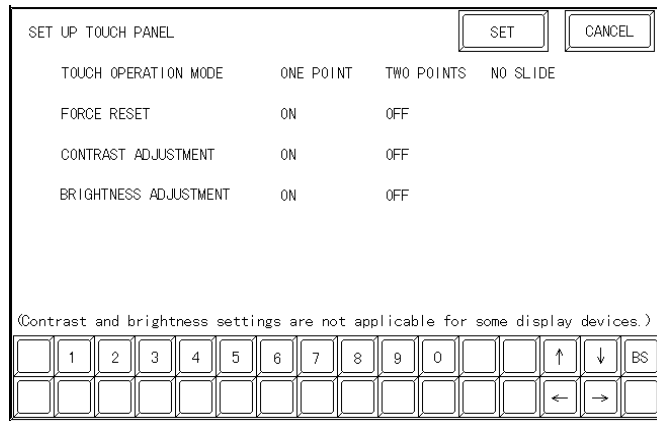 SET UP TOUCH PANEL SET CANCEL
TOUCH OPERATION MODE ONE POINT TWO POINTS NO SLIDE
FORCE RESET ON OFF
CONTRAST ADJUSTMENT ON OFF
BRIGHTNESS ADJUSTMENT ON OFF
(Contrast and brightness settings are not applicable for some display devices.)
1 2 3 4 5 6 7 8 9 0 ↑ ↓ BS
← →